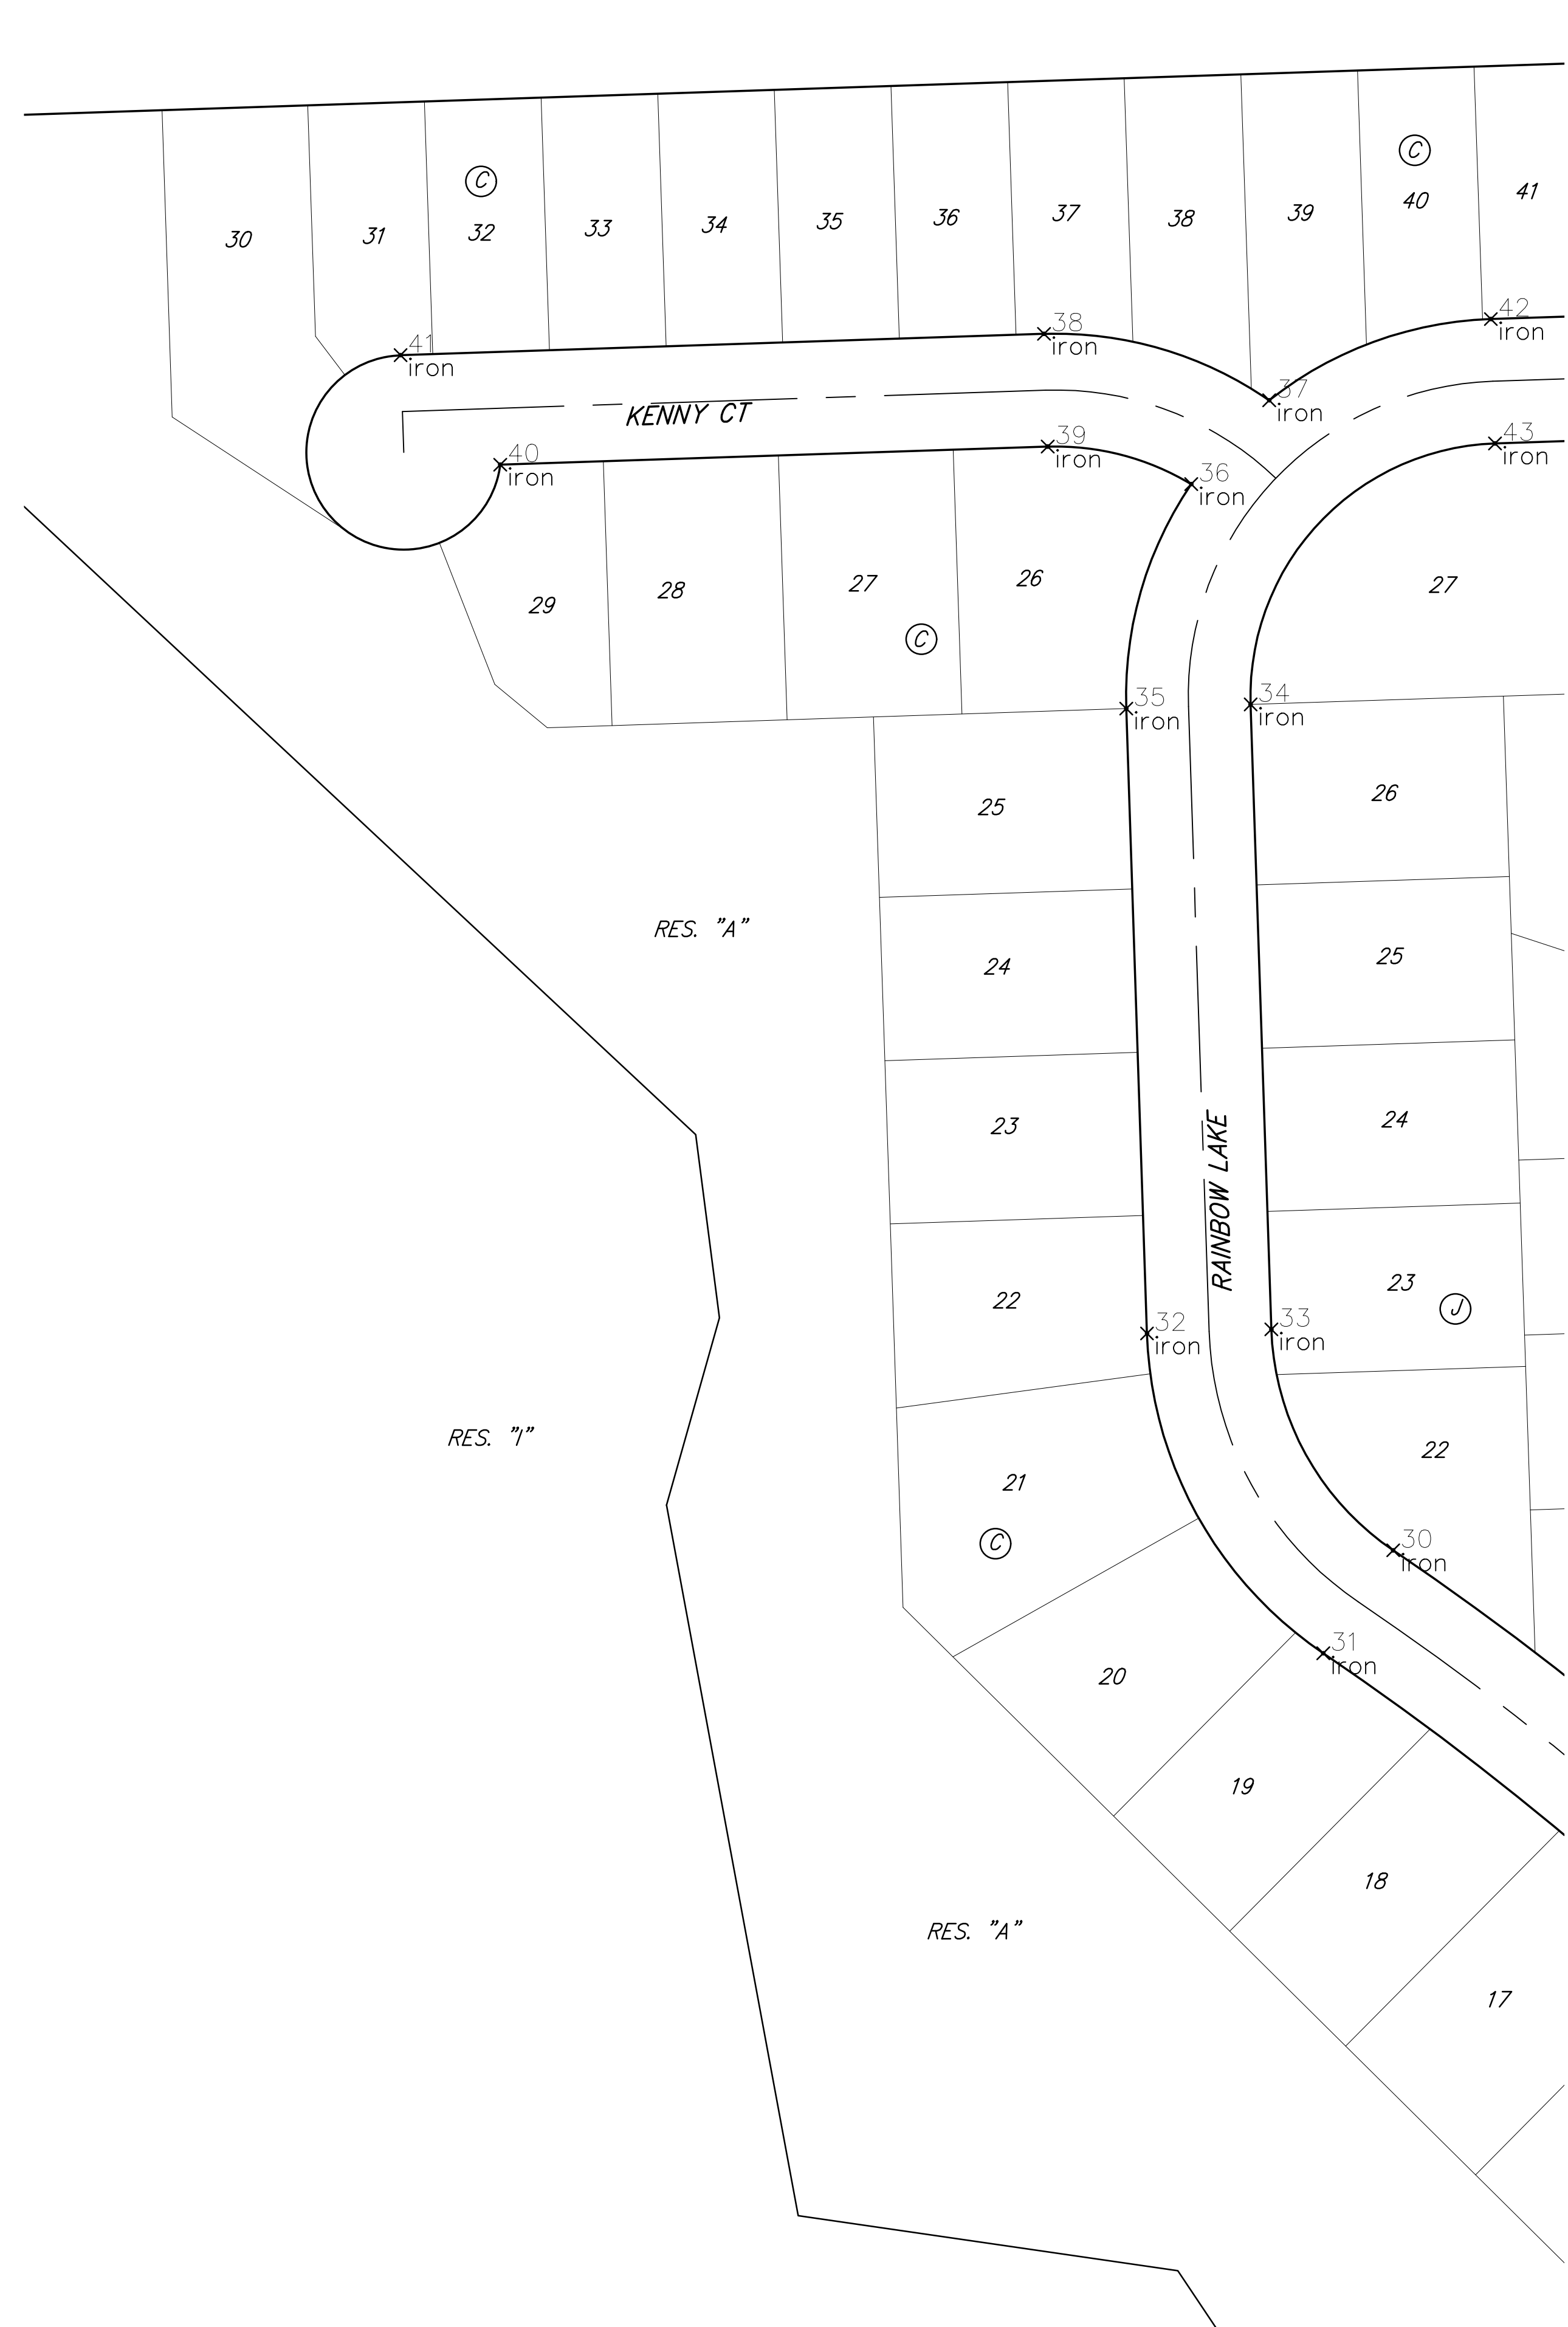 C
C
30
31
32
33
34
35
36
37
38
39
40
41
41
iron
38
iron
42
iron
KENNY CT
37
iron
40
iron
39
iron
36
iron
43
iron
29
28
27
26
27
C
35
iron
34
iron
25
26
RES. "A"
24
25
23
24
RAINBOW LAKE
22
23
J
32
iron
33
iron
RES. "I"
21
22
C
30
iron
31
iron
20
19
18
RES. "A"
17